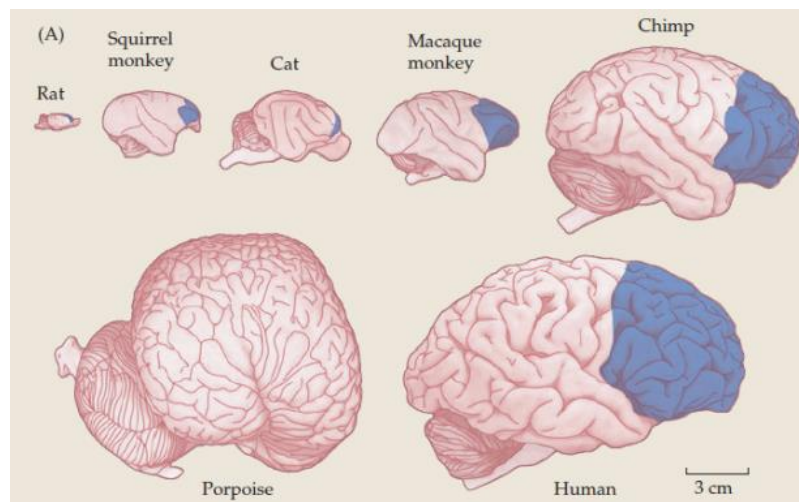 (A)
Rat
Squirrel
monkey
Cat
Macaque
monkey
Chimp
Porpoise
Human
3 cm